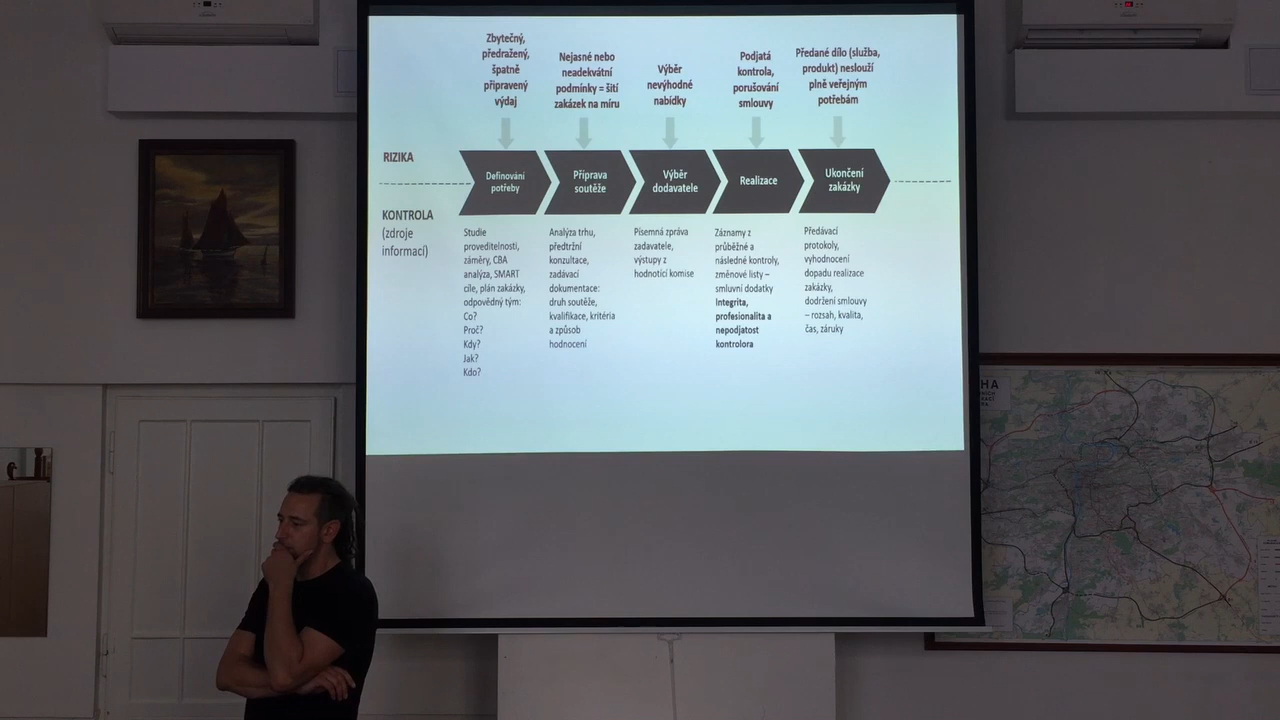 Zbytečný,
předražený,
špatně
připravený
výdaj
Nejasné nebo
neadekvátní
podmínky = šití
zakázek na míru
Výběr
nevýhodné
nabídky
Podjatá
kontrola,
porušování
smlouvy
Předané dílo (služba,
produkt) neslouží
plně veřejným
potřebám
RIZIKA
Definování
potřeby
Příprava
soutěže
Výběr
dodavatele
Realizace
Ukončení
zakázky
KONTROLA
(zdroje
informací)
Studie
proveditelnosti,
záměry, CBA
analýza, SMART
cíle, plán zakázky,
odpovědný tým:
Co?
Proč?
Kdy?
Jak?
Kdo?
Analýza trhu,
předtržní
konzultace,
zadávací
dokumentace:
druh soutěže,
kvalifikace, kritéria
a způsob
hodnocení
Písemná zpráva
zadavatele,
výstupy z
hodnotící komise
Záznamy z
průběžné a
následné kontroly,
změnové listy –
smluvní dodatky
Integrita,
profesionalita a
nepodjatost
kontrolora
Předávací
protokoly,
vyhodnocení
dopadu realizace
zakázky,
dodržení smlouvy
– rozsah, kvalita,
čas, záruky
HA